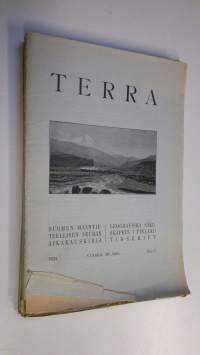 TERRA
SUOMEN MAANTIE-
TEELLISEN SEURAN
AIKAKAUSKIRJA
GEOGRAFISKA SÄLL-
SKAPETS I FINLAND
TIDSKRIFT